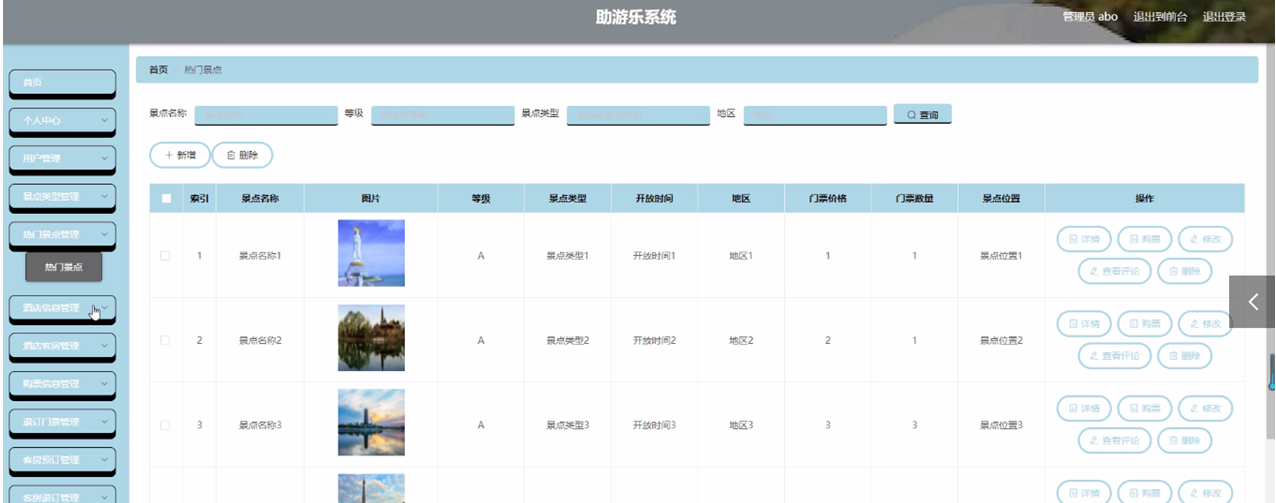 助游乐系统
管理员 abo 退出到前台 退出登录
首页
个人中心
用户管理
景点类型管理
热门景点管理
热门景点
酒店信息管理
酒店客房管理
购票信息管理
退订门票管理
客房预订管理
客房退订管理
首页 / 热门景点
景点名称 等级 景点类型 地区 查询
新增 删除
索引 景点名称 图片 等级 景点类型 开放时间 地区 门票价格 门票数量 景点位置 操作
1 景点名称1 A 景点类型1 开放时间1 地区1 1 1 景点位置1 详情 购票 修改
查看评论 删除
2 景点名称2 A 景点类型2 开放时间2 地区2 2 1 景点位置2 详情 购票 修改
查看评论 删除
3 景点名称3 A 景点类型3 开放时间3 地区3 3 3 景点位置3 详情 购票 修改
查看评论 删除
详情 购票 修改